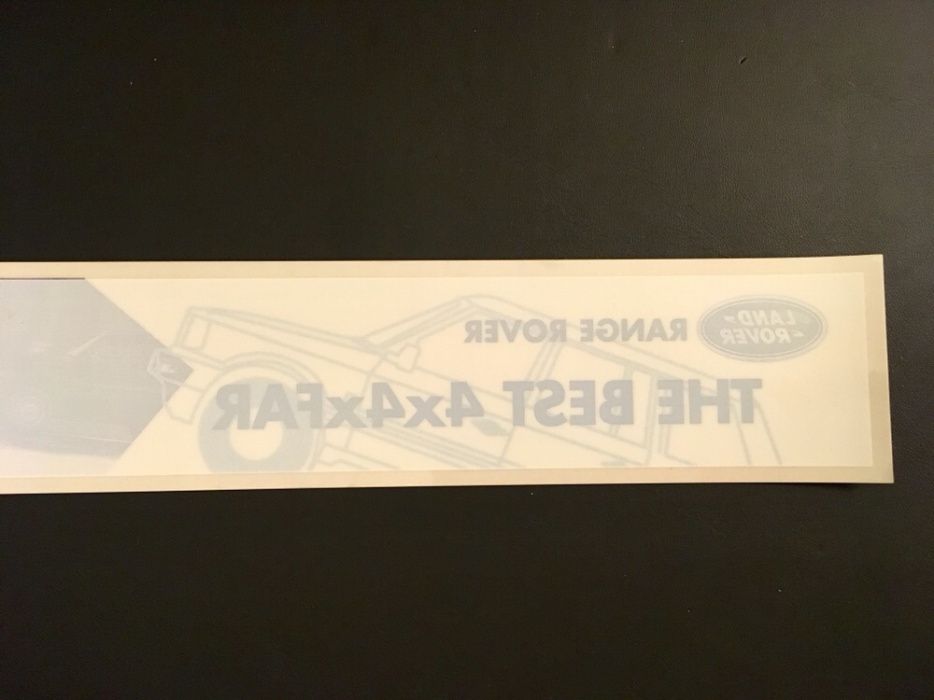 LAND
ROVER
RANGE ROVER
THE BEST 4x4xFAR